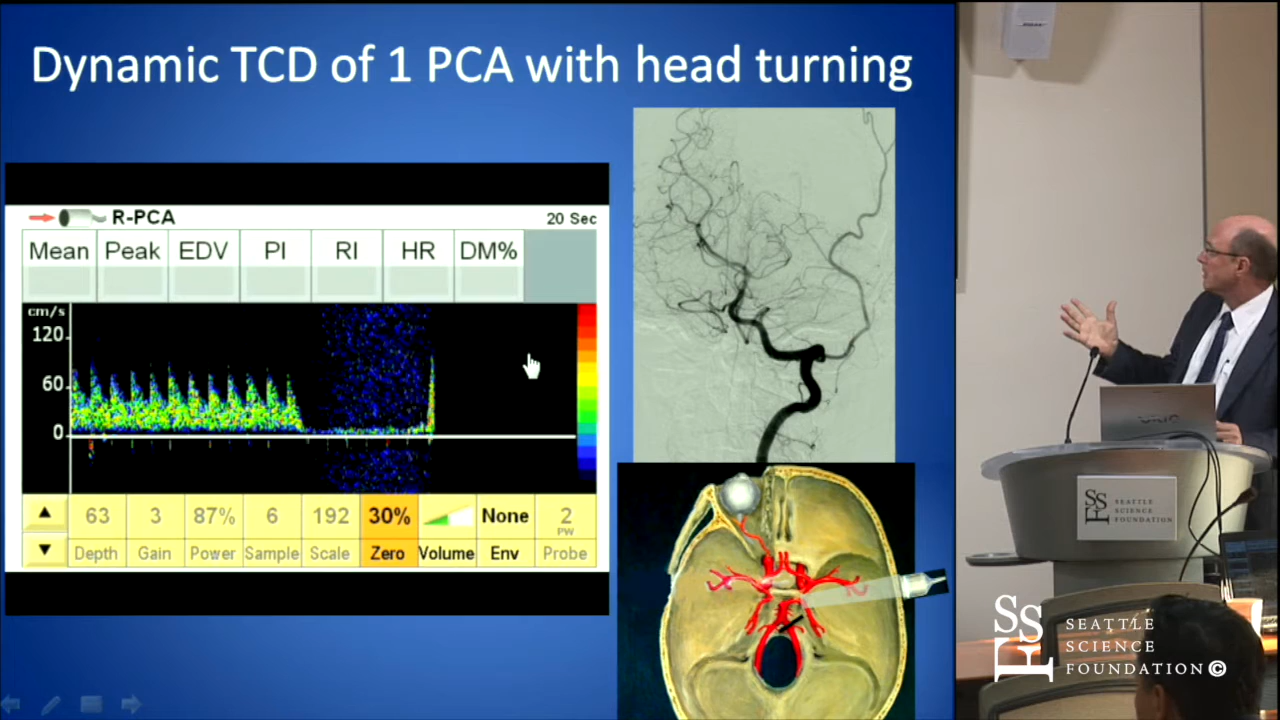 Dynamic TCD of 1 PCA with head turning
R-PCA
20 Sec
Mean Peak EDV PI RI HR DM%
cm/s
120
60
0
63 3 87% 6 192 30% None 2
PW
Depth Gain Power Sample Scale Zero Volume Env Probe
SSF
SEATTLE
SCIENCE
FOUNDATION
SSF
SEATTLE
SCIENCE
FOUNDATION©